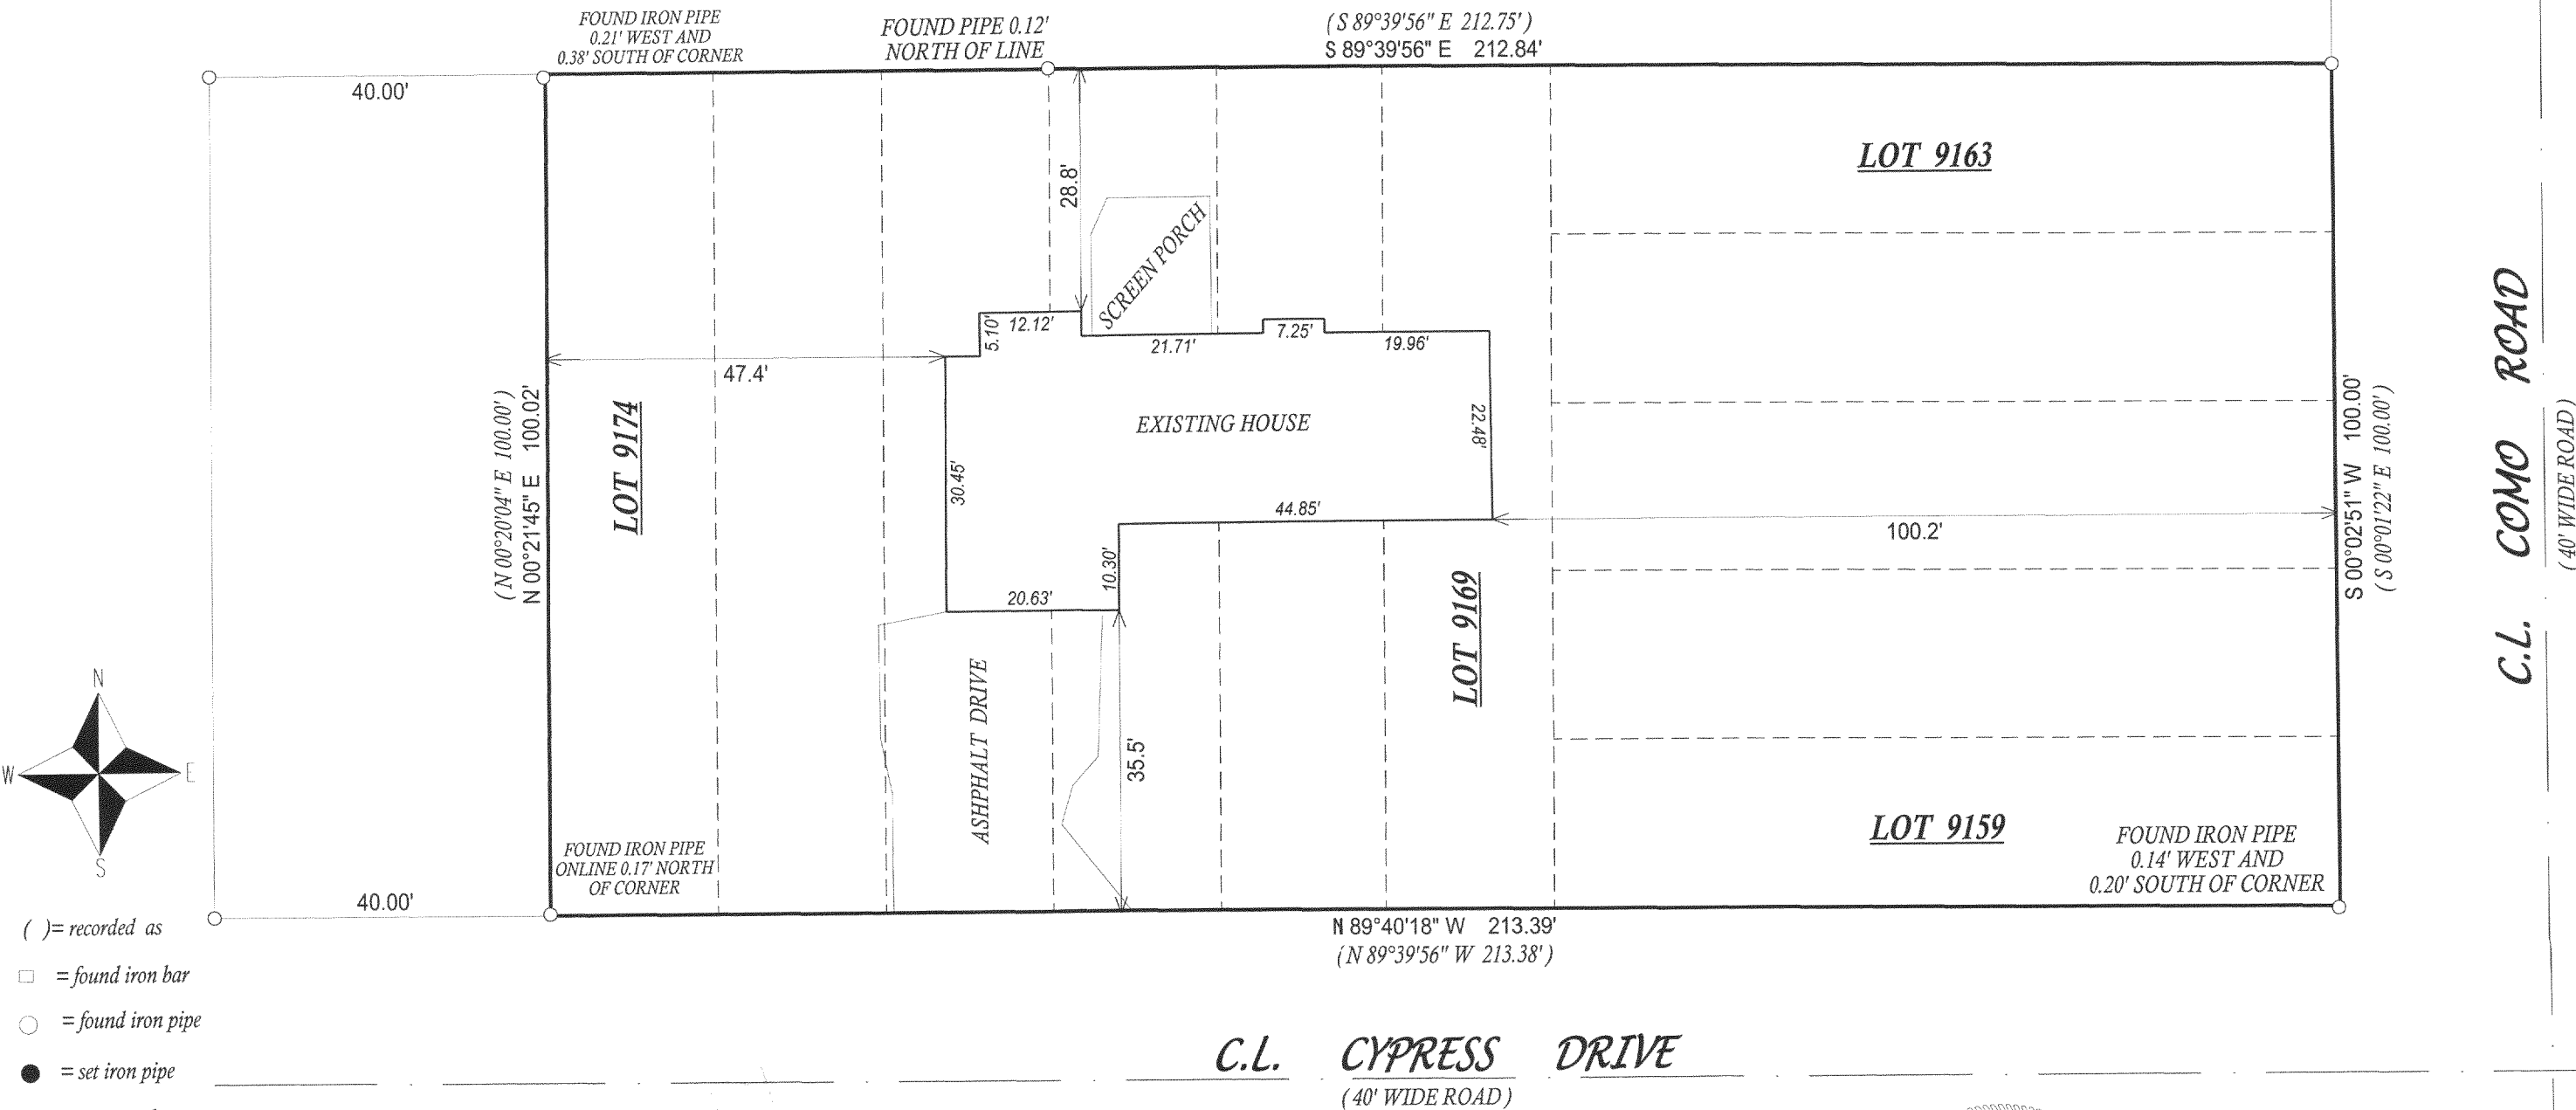 FOUND IRON PIPE
0.21' WEST AND
0.38' SOUTH OF CORNER
FOUND PIPE 0.12'
NORTH OF LINE
( S 89°39'56" E 212.75' )
S 89°39'56" E 212.84'
40.00'
28.8'
SCREEN PORCH
LOT 9163
5.10'
12.12'
21.71'
7.25'
19.96'
47.4'
( N 00°20'04" E 100.00' )
N 00°21'45" E 100.02'
LOT 9174
EXISTING HOUSE
30.45'
22.48'
44.85'
100.2'
S 00°02'51" W 100.00'
( S 00°01'22" E 100.00' )
C.L. COMO ROAD
( 40' WIDE ROAD )
10.30'
20.63'
LOT 9169
ASHPHALT DRIVE
35.5'
N
W
E
S
FOUND IRON PIPE
ONLINE 0.17' NORTH
OF CORNER
LOT 9159
FOUND IRON PIPE
0.14' WEST AND
0.20' SOUTH OF CORNER
40.00'
N 89°40'18" W 213.39'
( N 89°39'56" W 213.38' )
( )= recorded as
= found iron bar
= found iron pipe
= set iron pipe
C.L. CYPRESS DRIVE
( 40' WIDE ROAD )